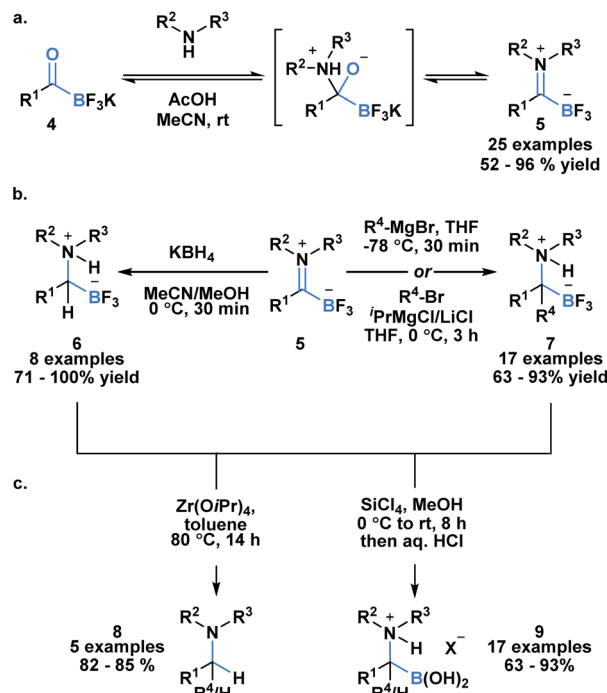 a.
R² R³
N
H
O
R¹ BF₃K
4
AcOH
MeCN, rt
R³
+
R²-NH O⁻
R¹ BF₃K
R² + R³
N
R¹ BF₃⁻
5
25 examples
52 - 96 % yield
b.
R² + R³
N
H
R¹ BF₃⁻
H
6
8 examples
71 - 100% yield
KBH₄
MeCN/MeOH
0 °C, 30 min
R² + R³
N
R¹ BF₃⁻
5
R⁴-MgBr, THF
-78 °C, 30 min
or
R⁴-Br
ⁱPrMgCl/LiCl
THF, 0 °C, 3 h
R² + R³
N
H
R¹ BF₃⁻
R⁴
7
17 examples
63 - 93% yield
c.
Zr(OiPr)₄,
toluene
80 °C, 14 h
SiCl₄, MeOH
0 °C to rt, 8 h
then aq. HCl
8
5 examples
82 - 85 %
R² R³
N
R¹ H
R⁴/H
R² + R³
N
H X⁻
R¹ B(OH)₂
R⁴/H
9
17 examples
63 - 93%